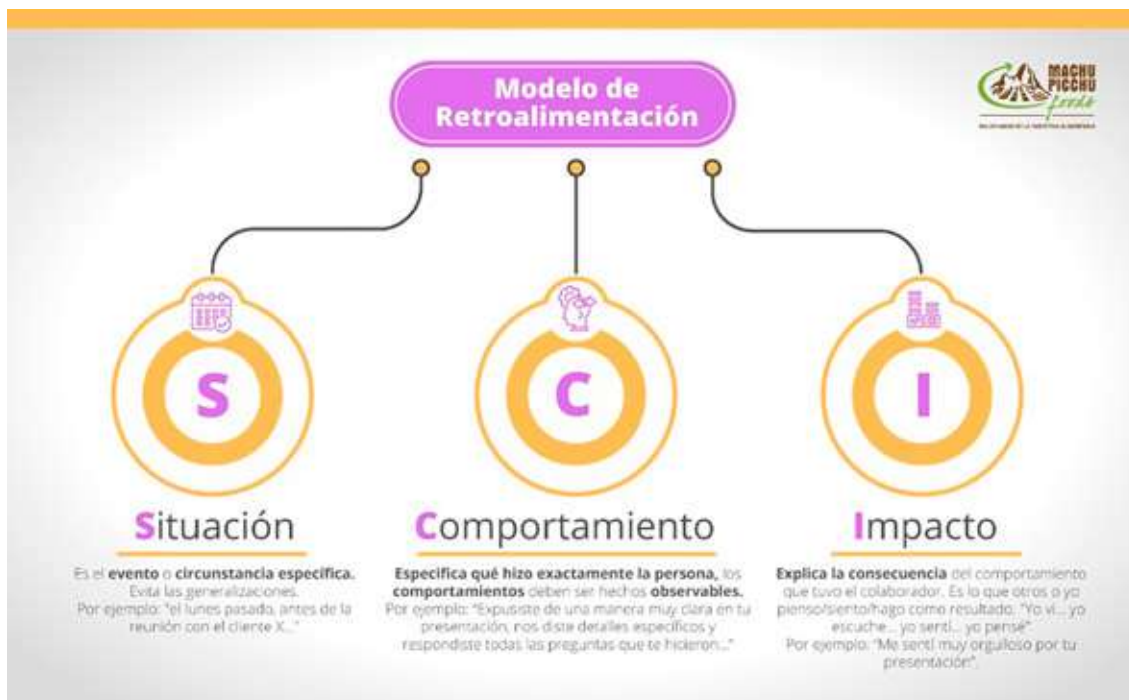 Modelo de
Retroalimentación
MACHU
PICCHU
foods
S
C
I
Situación
Es el evento o circunstancia específica.
Evita las generalizaciones.
Por ejemplo: "el lunes pasado, antes de la
reunión con el cliente X..."
Comportamiento
Especifica qué hizo exactamente la persona, los
comportamientos deben ser hechos observables.
Por ejemplo: "Expusiste de una manera muy clara en tu
presentación, nos diste detalles específicos y
respondiste todas las preguntas que te hicieron..."
Impacto
Explica la consecuencia del comportamiento
que tuvo el colaborador. Es lo que otros o yo
pienso/siento/hago como resultado. "Yo vi... yo
escuche... yo sentí... yo pensé"
Por ejemplo: "Me sentí muy orgulloso por tu
presentación".